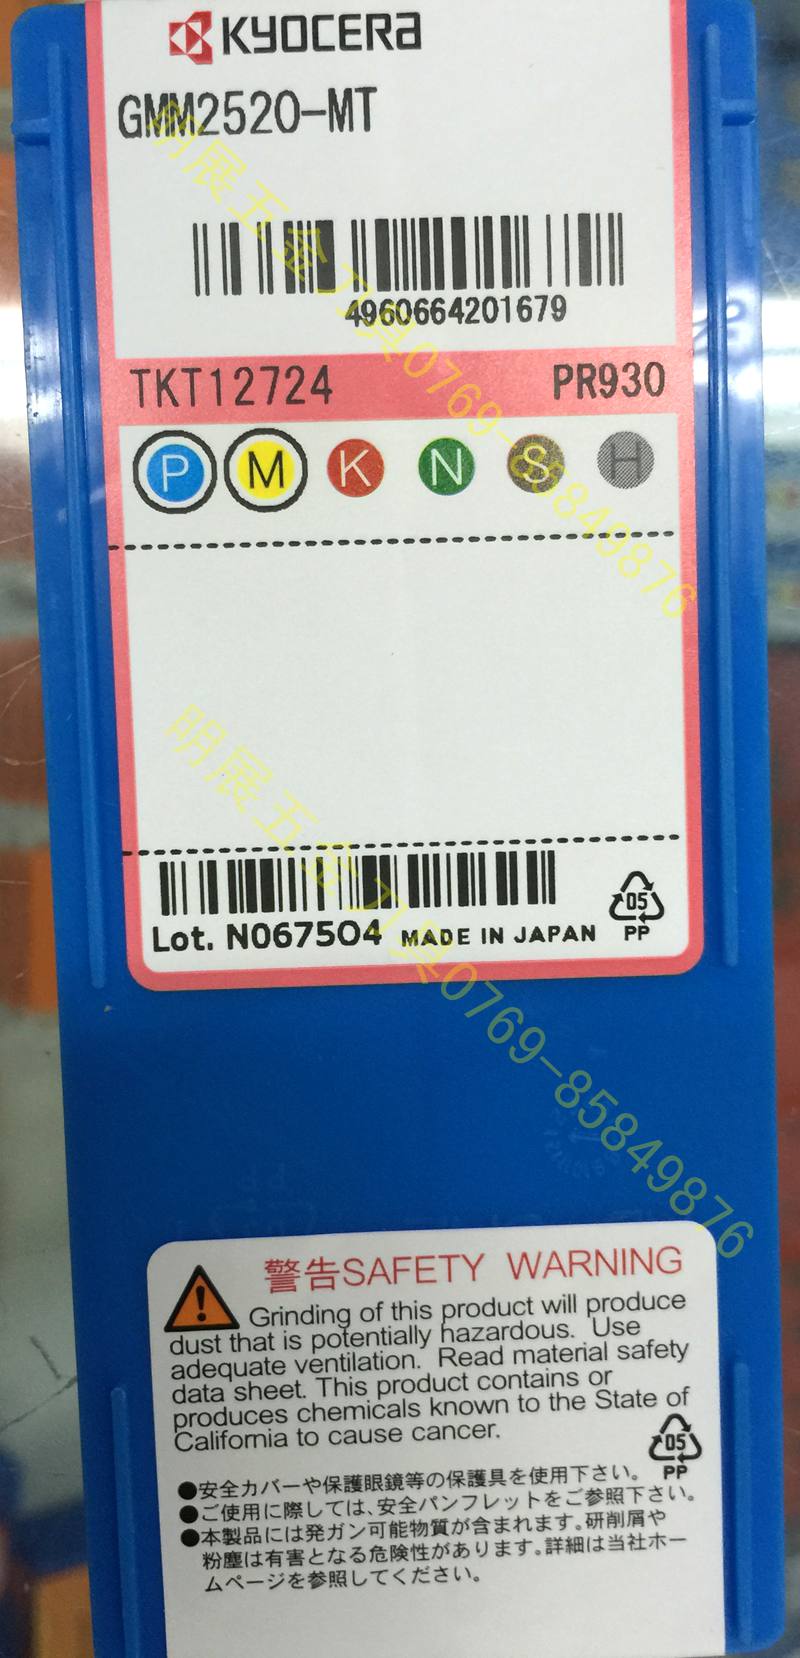 KYOCERA
GMM2520-MT
4960664201679
TKT12724 PR930
P M K N S H
Lot. N067504 MADE IN JAPAN
05
PP
明展五金刀具0769-85849876
明展五金刀具0769-85849876
警告SAFETY WARNING
Grinding of this product will produce
dust that is potentially hazardous. Use
adequate ventilation. Read material safety
data sheet. This product contains or
produces chemicals known to the State of
California to cause cancer.
05
PP
●安全カバーや保護眼鏡等の保護具を使用下さい。
●ご使用に際しては、安全パンフレットをご参照下さい。
●本製品には発ガン可能物質が含まれます。研削屑や
粉塵は有害となる危険性があります。詳細は当社ホー
ムページを参照してください。